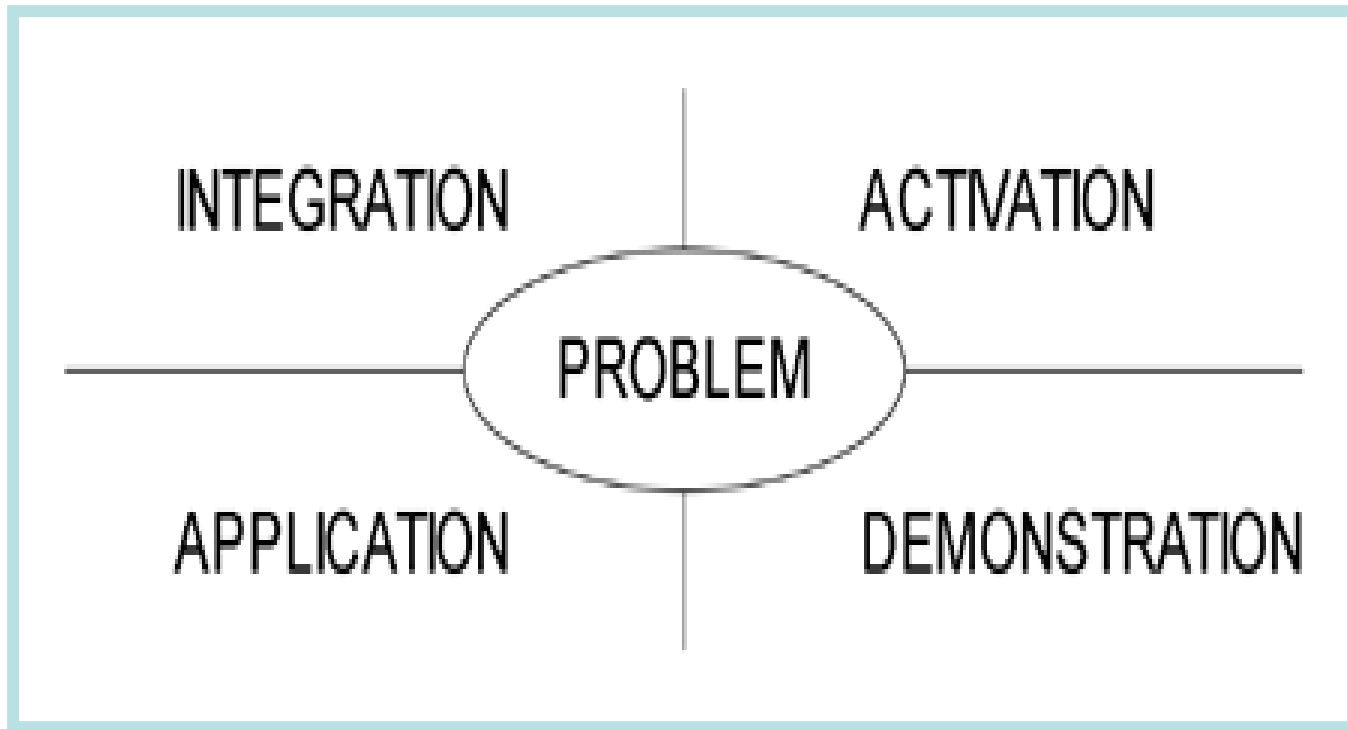 INTEGRATION
ACTIVATION
PROBLEM
APPLICATION
DEMONSTRATION